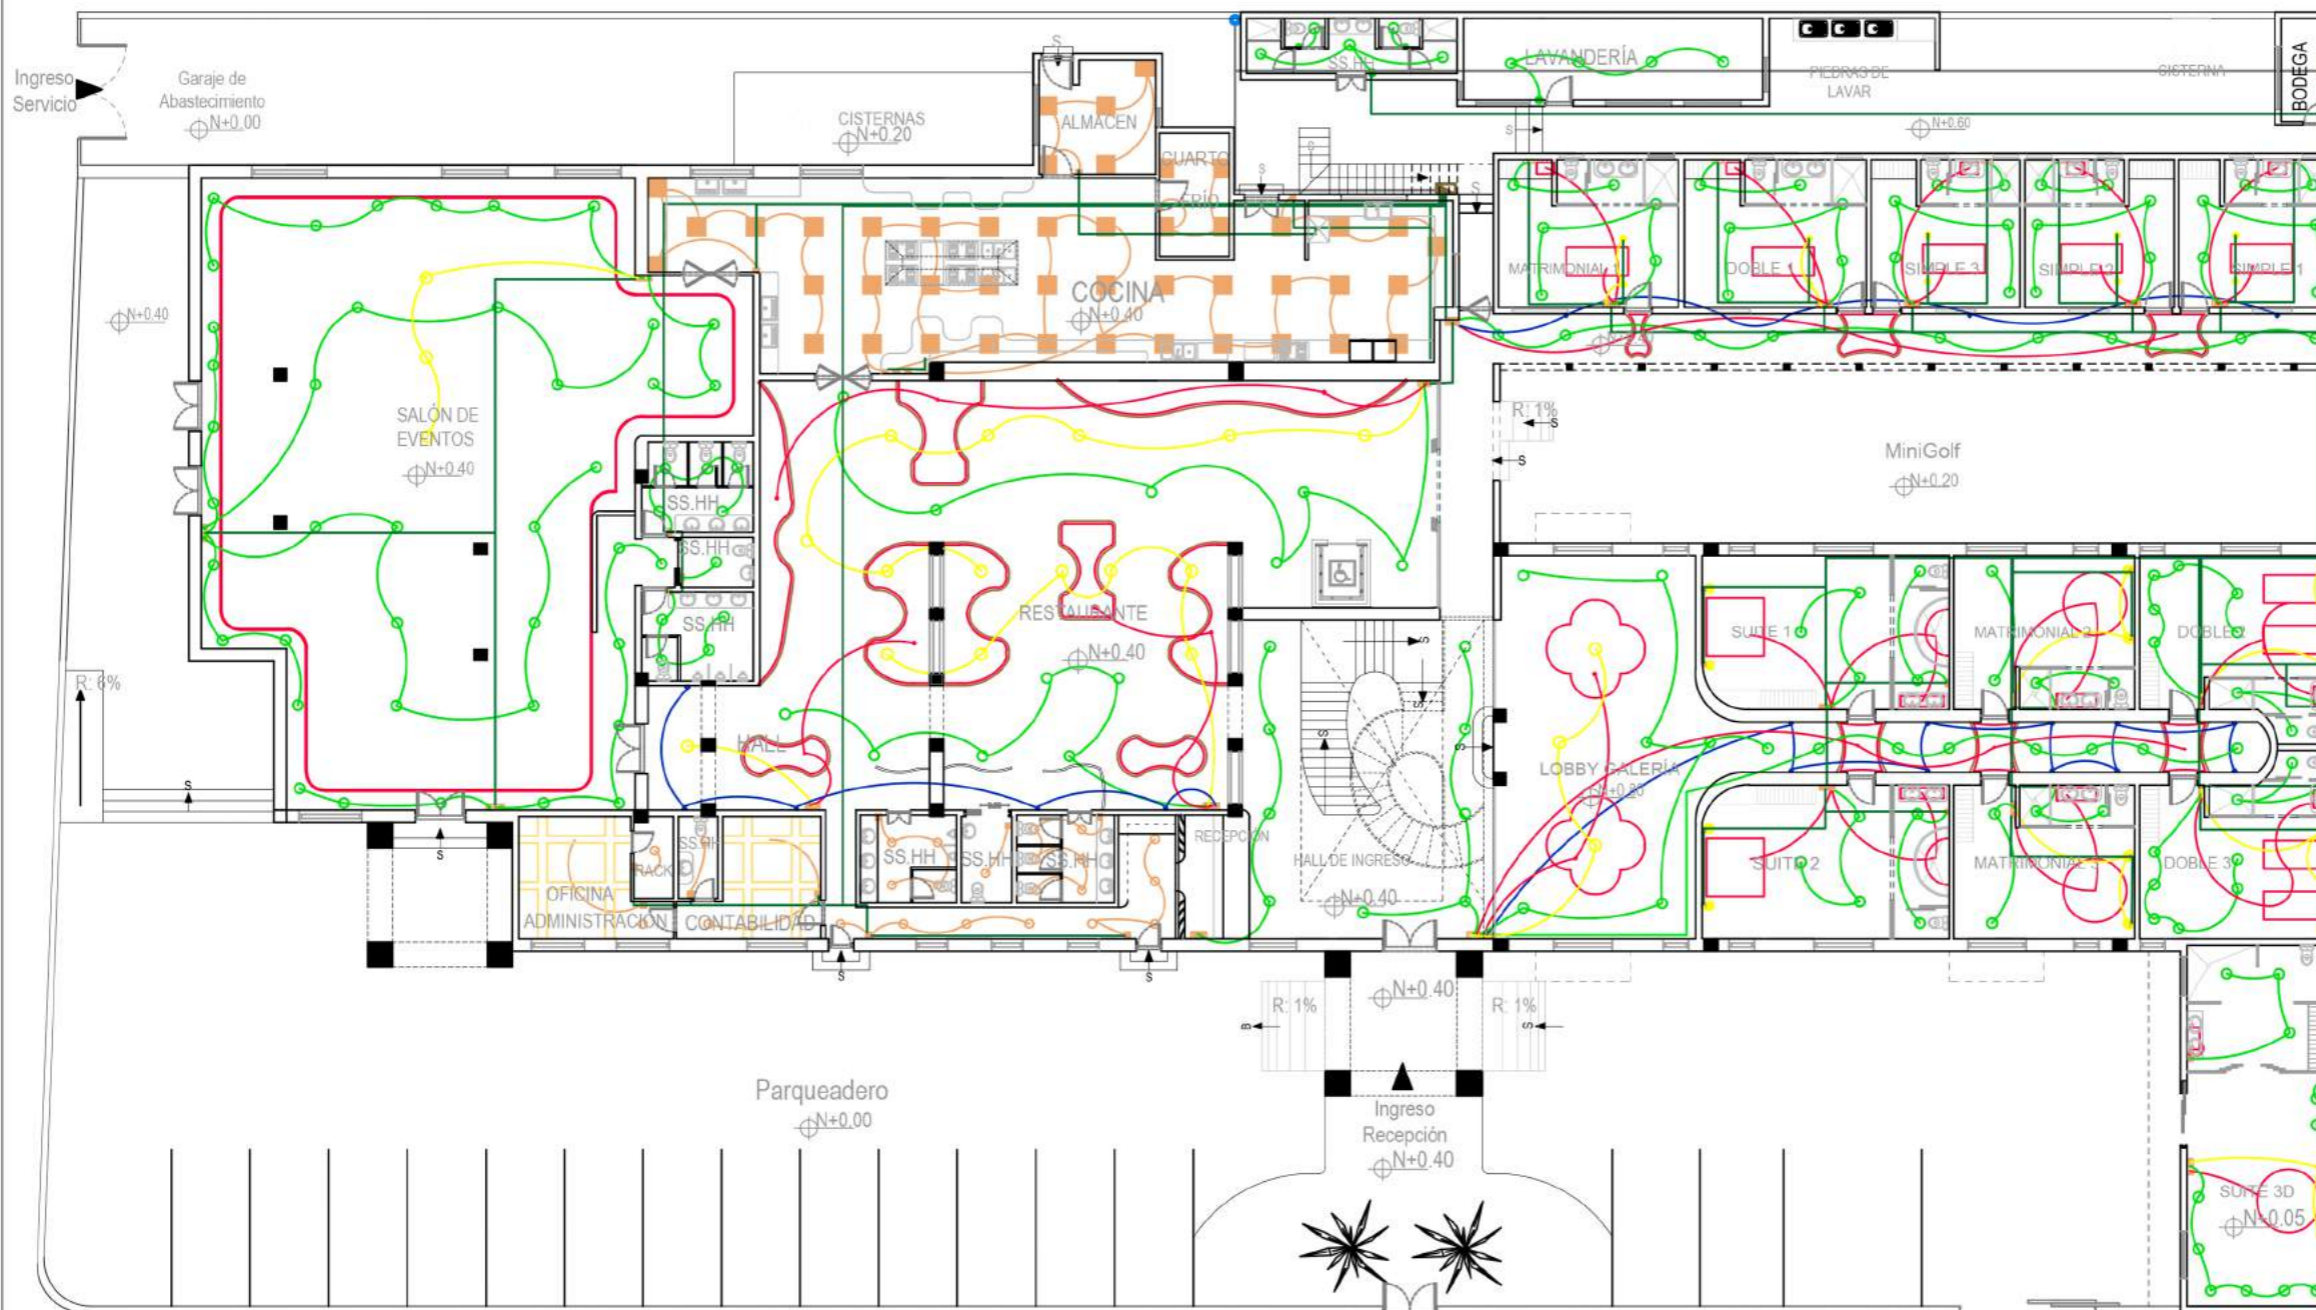 Ingreso
Servicio
Garaje de
Abastecimiento
N+0.00
CISTERNAS
N+0.20
S
ALMACEN
CUARTO
FRÍO
S
SS.HH
LAVANDERÍA
PIEDRAS DE
LAVAR
CISTERNA
BODEGA
N+0.60
S
S
N+0.40
COCINA
N+0.40
MATRIMONIAL 1
DOBLE 1
SIMPLE 3
SIMPLE 2
SIMPLE 1
SALÓN DE
EVENTOS
N+0.40
R: 1%
S
S
MiniGolf
N+0.20
SS.HH
SS.HH
SS.HH
RESTAURANTE
N+0.40
HALL
R: 6%
S
S
S
S
S
S
SUITE 1
MATRIMONIAL 2
DOBLE 2
LOBBY GALERÍA
RECEPCIÓN
HALL DE INGRESO
N+0.40
SUITE 2
MATRIMONIAL 3
DOBLE 3
S
OFICINA
ADMINISTRACIÓN
RACK
SS.HH
CONTABILIDAD
SS.HH
SS.HH
SS.HH
S
S
R: 1%
B
N+0.40
R: 1%
S
Parqueadero
N+0.00
Ingreso
Recepción
N+0.40
SUITE 3D
N+0.05